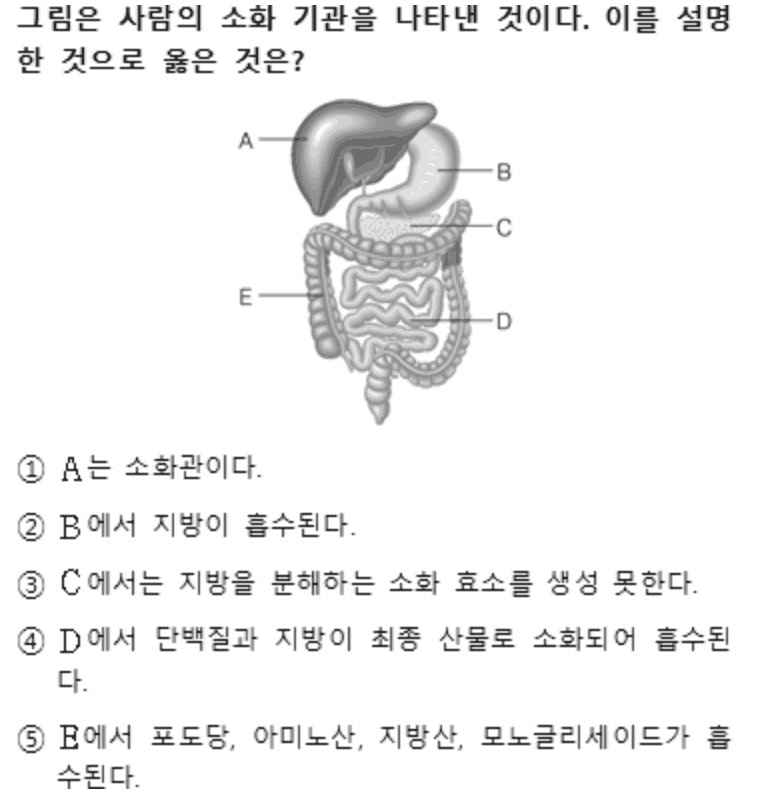 그림은 사람의 소화 기관을 나타낸 것이다. 이를 설명
한 것으로 옳은 것은?
A
B
C
E
D
① A는 소화관이다.
② B에서 지방이 흡수된다.
③ C에서는 지방을 분해하는 소화 효소를 생성 못한다.
④ D에서 단백질과 지방이 최종 산물로 소화되어 흡수된
다.
⑤ E에서 포도당, 아미노산, 지방산, 모노글리세이드가 흡
수된다.